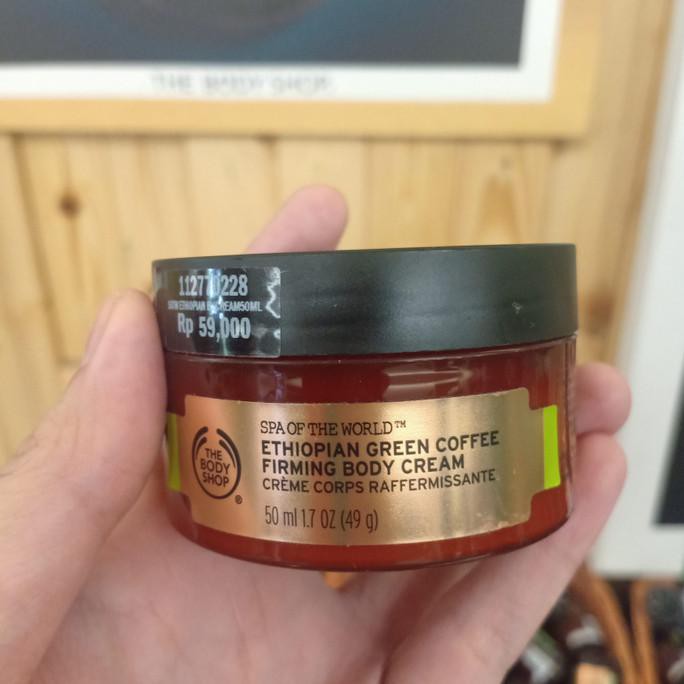 THE BODY SHOP
112770228
Rp 59,000
SPA OF THE WORLD™
ETHIOPIAN GREEN COFFEE
FIRMING BODY CREAM
CRÈME CORPS RAFFERMISSANTE
50 ml 1.7 OZ (49 g)
THE
BODY
SHOP
®